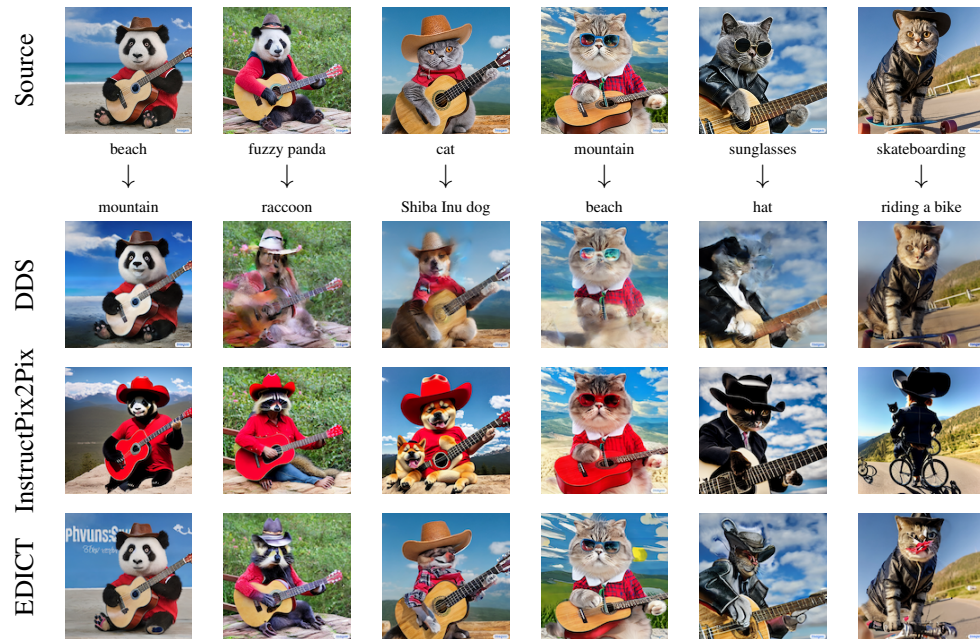 Source
beach
fuzzy panda
cat
mountain
sunglasses
skateboarding
↓ ↓ ↓ ↓ ↓ ↓
mountain
raccoon
Shiba Inu dog
beach
hat
riding a bike
DDS
InstructPix2Pix
EDICT